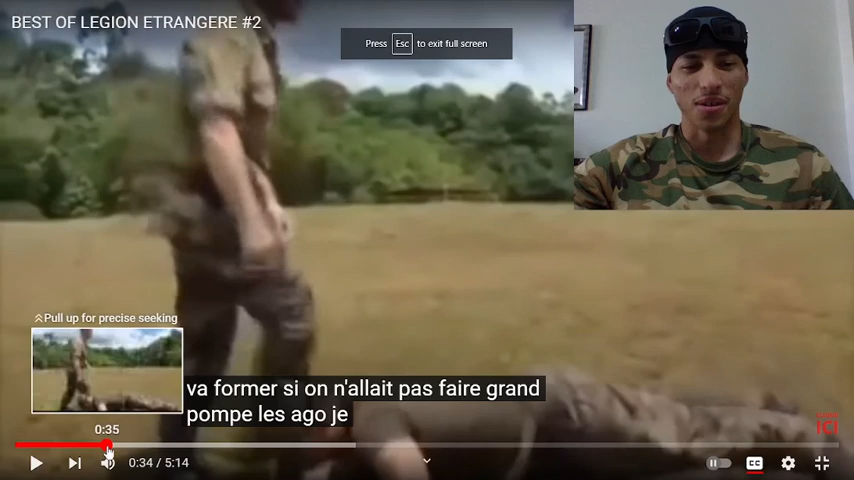 BEST OF LEGION ETRANGERE #2
Press Esc to exit full screen
Pull up for precise seeking
va former si on n'allait pas faire grand
pompe les ago je
0:35
ICI
0:34 / 5:14
CC